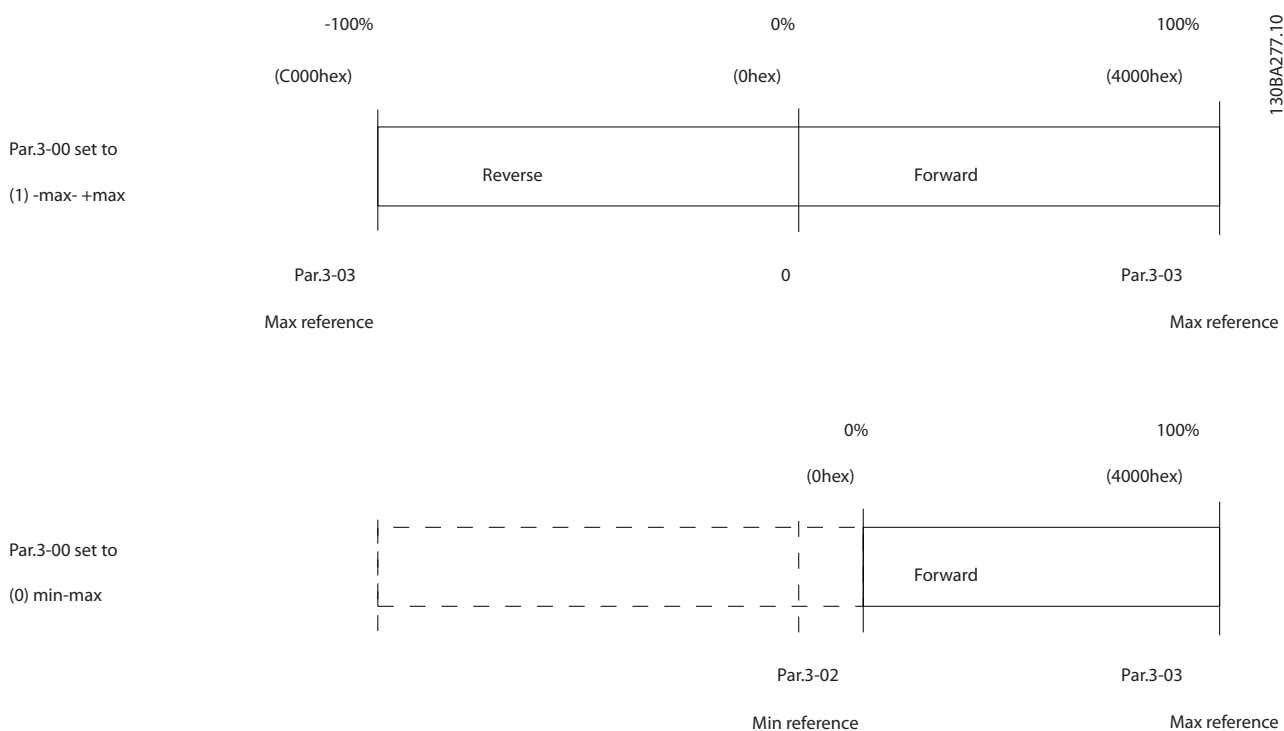 -100% 0% 100%
(C000hex) (0hex) (4000hex)
130BA277.10
Par.3-00 set to
(1) -max- +max
Reverse Forward
Par.3-03 0 Par.3-03
Max reference Max reference
0% 100%
(0hex) (4000hex)
Par.3-00 set to
(0) min-max
Forward
Par.3-02 Par.3-03
Min reference Max reference